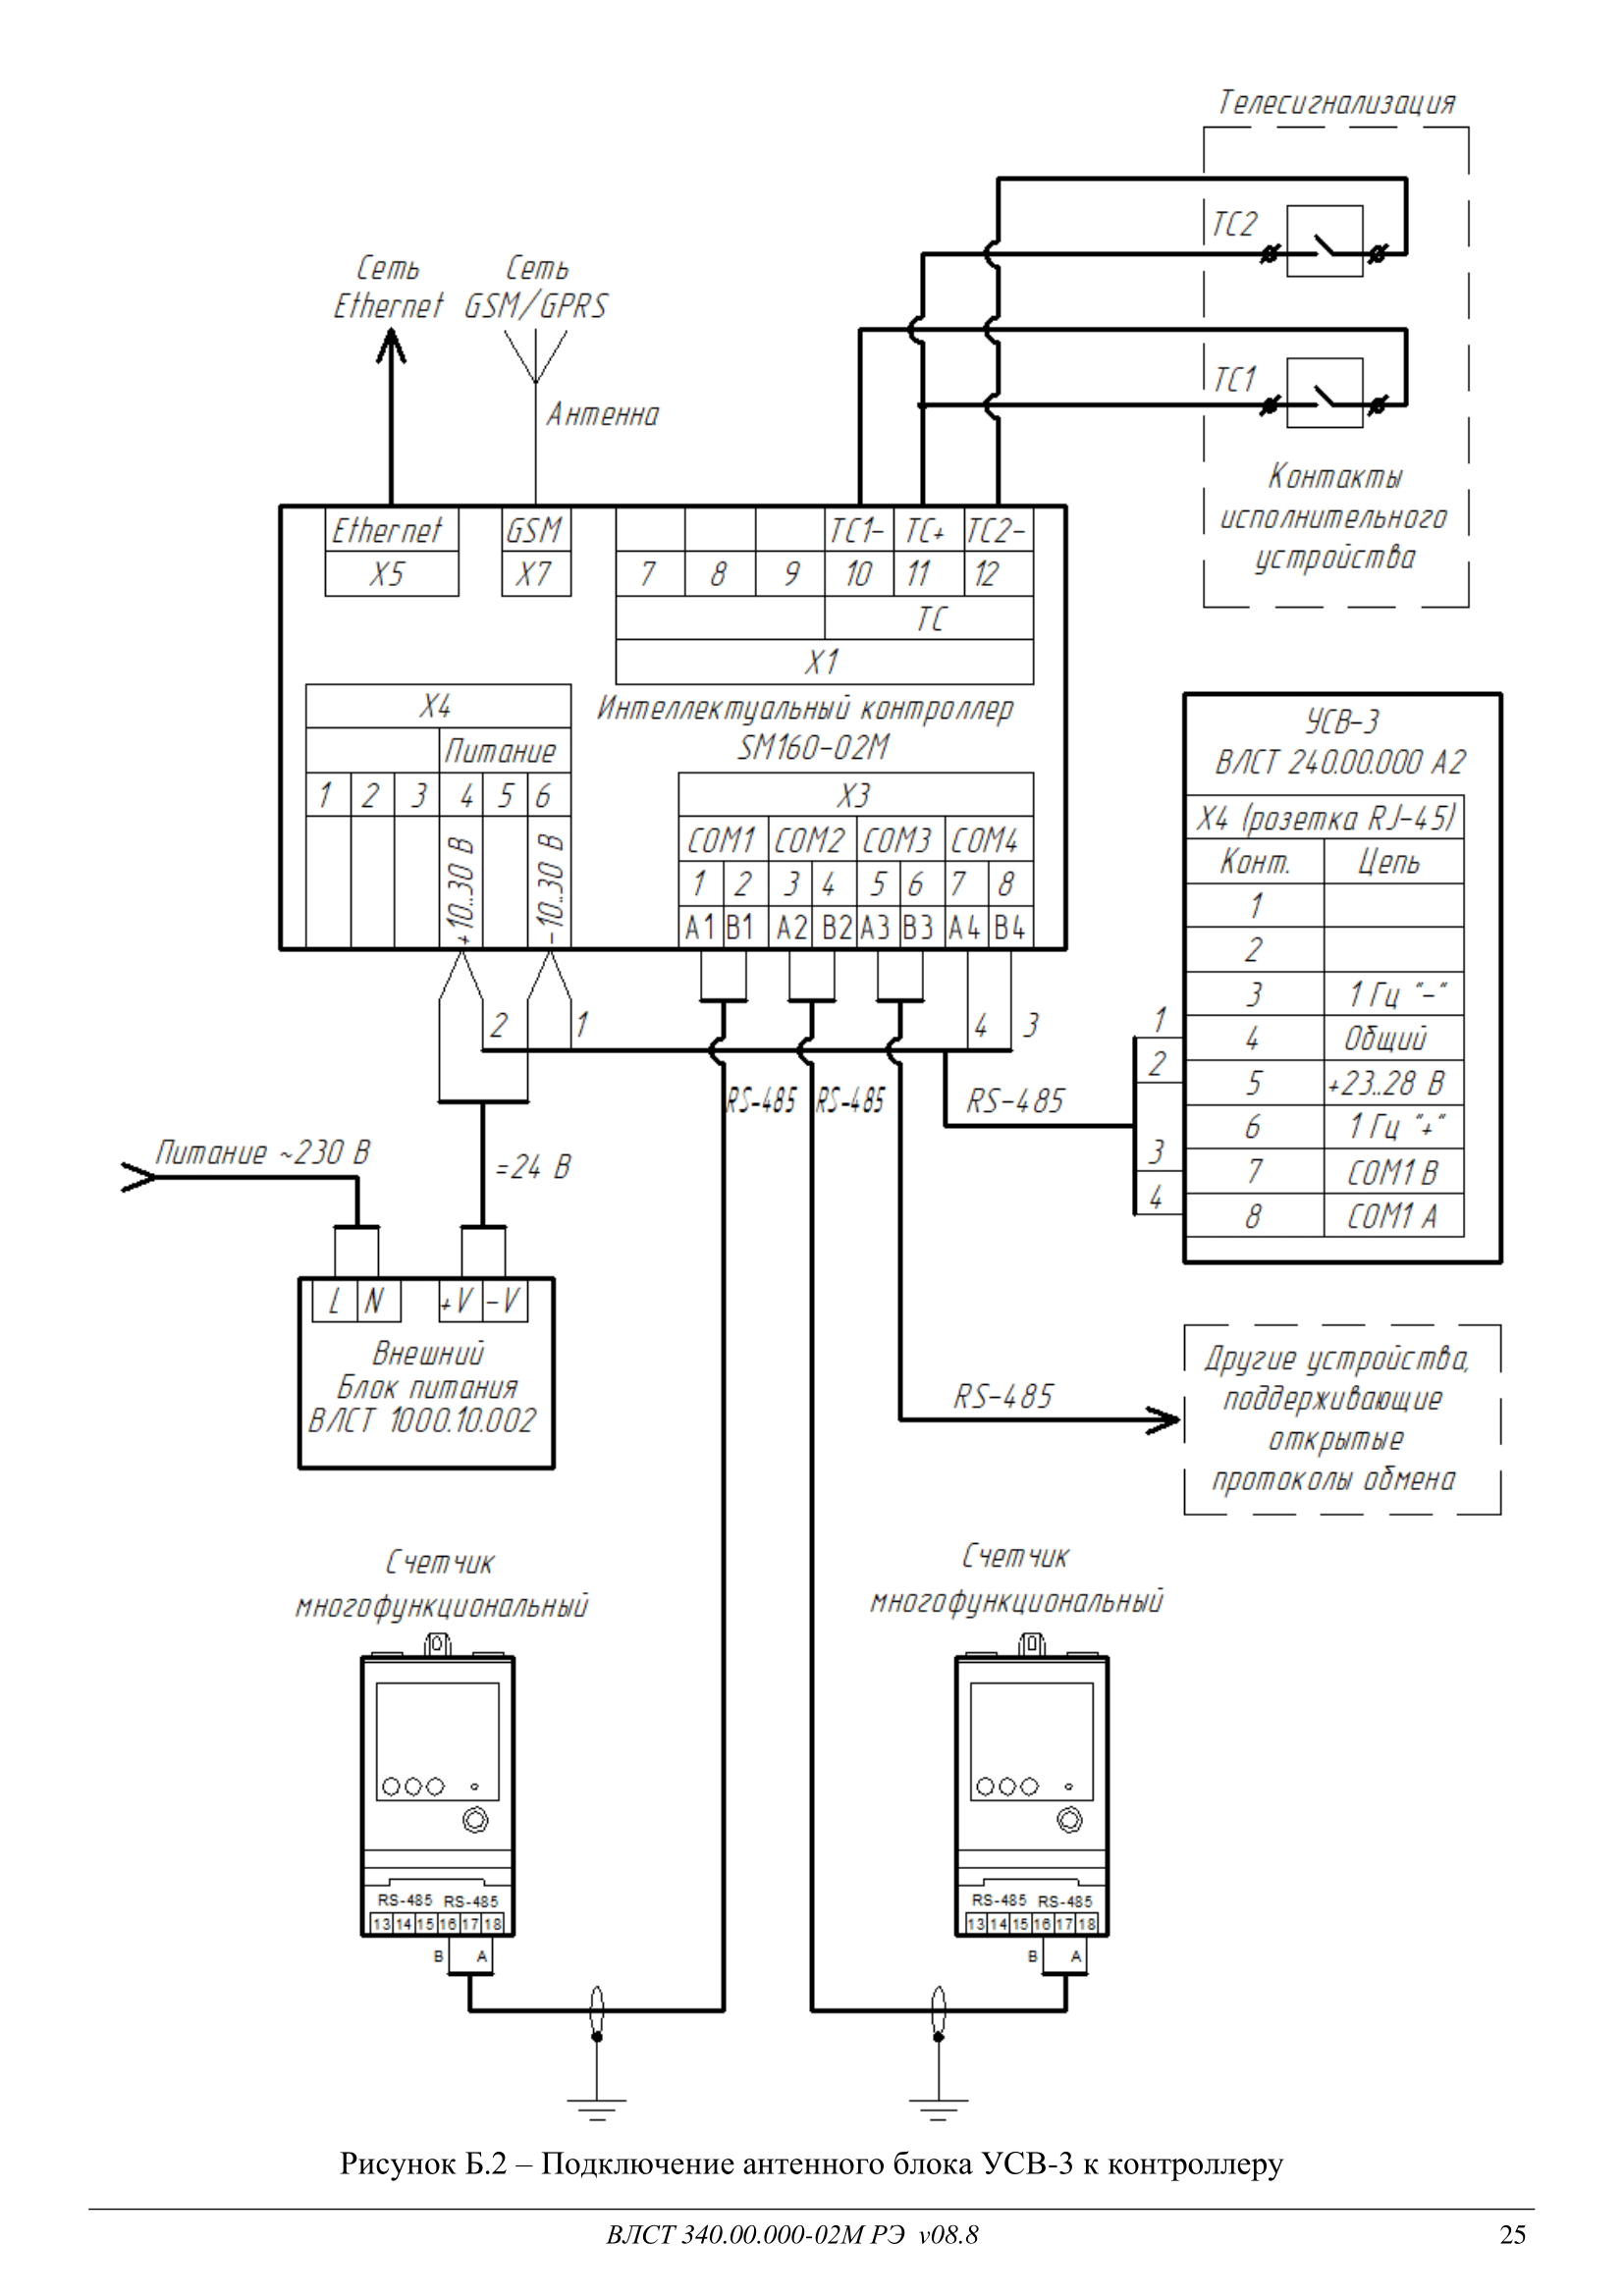 Телесигнализация
ТС2
Сеть
Ethernet
Сеть
GSM/GPRS
Антенна
ТС1
Контакты
исполнительного
устройства
Ethernet
X5
GSM
X7
ТС1- ТС+ ТС2-
7 8 9 10 11 12
ТС
X1
X4
Питание
1 2 3 4 5 6
+10..30 В
-10..30 В
Интеллектуальный контроллер
SM160-02M
X3
COM1 COM2 COM3 COM4
1 2 3 4 5 6 7 8
A1 B1 A2 B2 A3 B3 A4 B4
УСВ-3
ВЛСТ 240.00.000 А2
X4 (розетка RJ-45)
Конт. Цепь
1
2
3 1 Гц "-"
4 Общий
5 +23..28 В
6 1 Гц "+"
7 COM1 B
8 COM1 A
2 1
4 3
1
2
3
4
RS-485
RS-485
RS-485
Питание ~230 В
=24 В
L N +V -V
Внешний
Блок питания
ВЛСТ 1000.10.002
RS-485
Другие устройства,
поддерживающие
открытые
протоколы обмена
Счетчик
многофункциональный
RS-485 RS-485
13 14 15 16 17 18
B A
Счетчик
многофункциональный
RS-485 RS-485
13 14 15 16 17 18
B A
Рисунок Б.2 – Подключение антенного блока УСВ-3 к контроллеру
ВЛСТ 340.00.000-02М РЭ v08.8
25